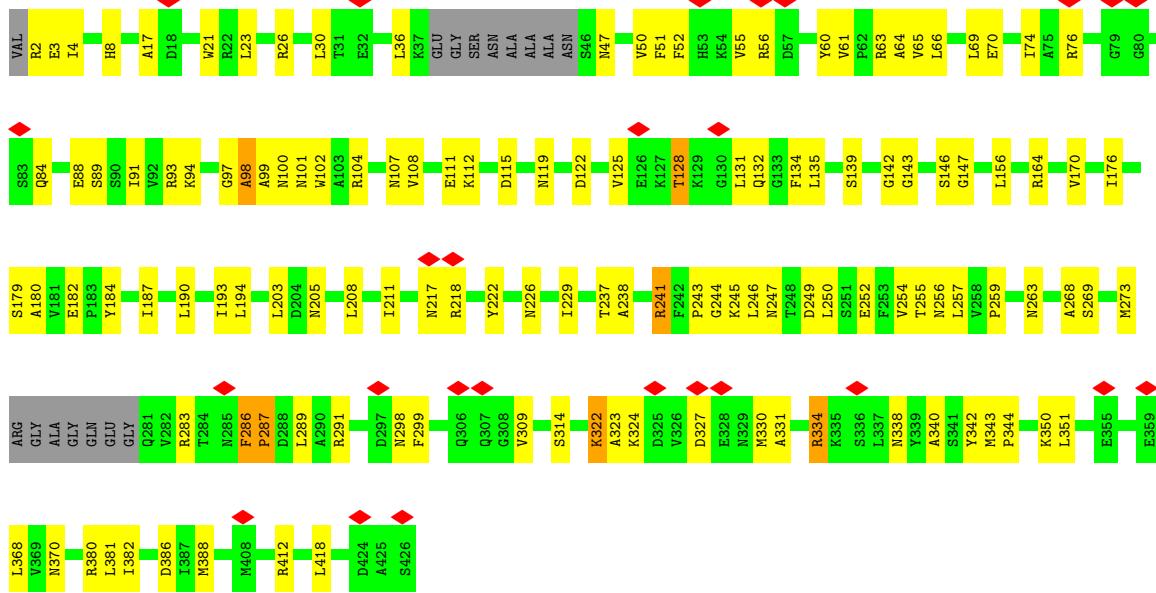 VAL R2 E3 I4 H8 A17 D18 W21 R22 L23 R26 L30 T31 E32 L36 K37 GLU GLY SER ASN ALA ALA ALA ASN S46 N47 V50 F51 F52 H53 K54 V55 R56 D57 Y60 V61 P62 R63 A64 V65 L66 L69 E70 I74 A75 R76 G79 G80
S83 Q84 E88 S89 S90 I91 V92 R93 K94 G97 A98 A99 N100 N101 W102 A103 R104 N107 V108 E111 K112 D115 N119 D122 V125 E126 K127 T128 K129 G130 L131 Q132 G133 F134 L135 S139 G142 G143 S146 G147 L156 R164 V170 I176
S179 A180 V181 E182 P183 Y184 I187 L190 I193 L194 L203 D204 N205 L208 I211 N217 R218 Y222 N226 I229 T237 A238 R241 F242 P243 G244 K245 L246 N247 T248 D249 L250 S251 E252 F253 V254 T255 N256 L257 V258 P259 N263 A268 S269 M273
ARG GLY ALA GLY GLN GLU GLY Q281 V282 R283 T284 N285 F286 P287 D288 L289 A290 R291 D297 N298 F299 Q306 Q307 G308 V309 S314 K322 A323 K324 D325 V326 D327 E328 N329 M330 A331 R334 K335 S336 L337 N338 Y339 A340 S341 Y342 M343 P344 K350 L351 E355 E359
L368 V369 N370 R380 L381 I382 D386 I387 M388 M408 R412 L418 D424 A425 S426